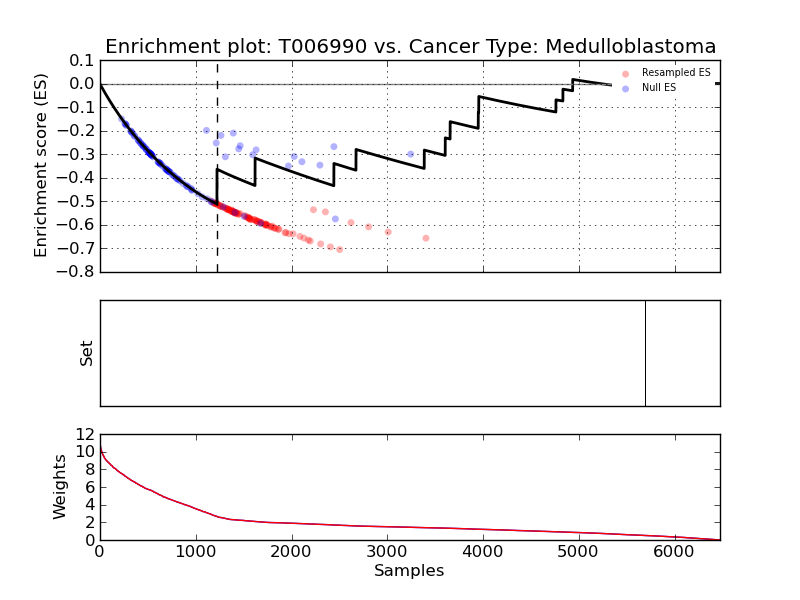 Enrichment plot: T006990 vs. Cancer Type: Medulloblastoma
Enrichment score (ES)
0.1
0.0
−0.1
−0.2
−0.3
−0.4
−0.5
−0.6
−0.7
−0.8
Resampled ES
Null ES
Set
Weights
12
10
8
6
4
2
0
0 1000 2000 3000 4000 5000 6000
Samples